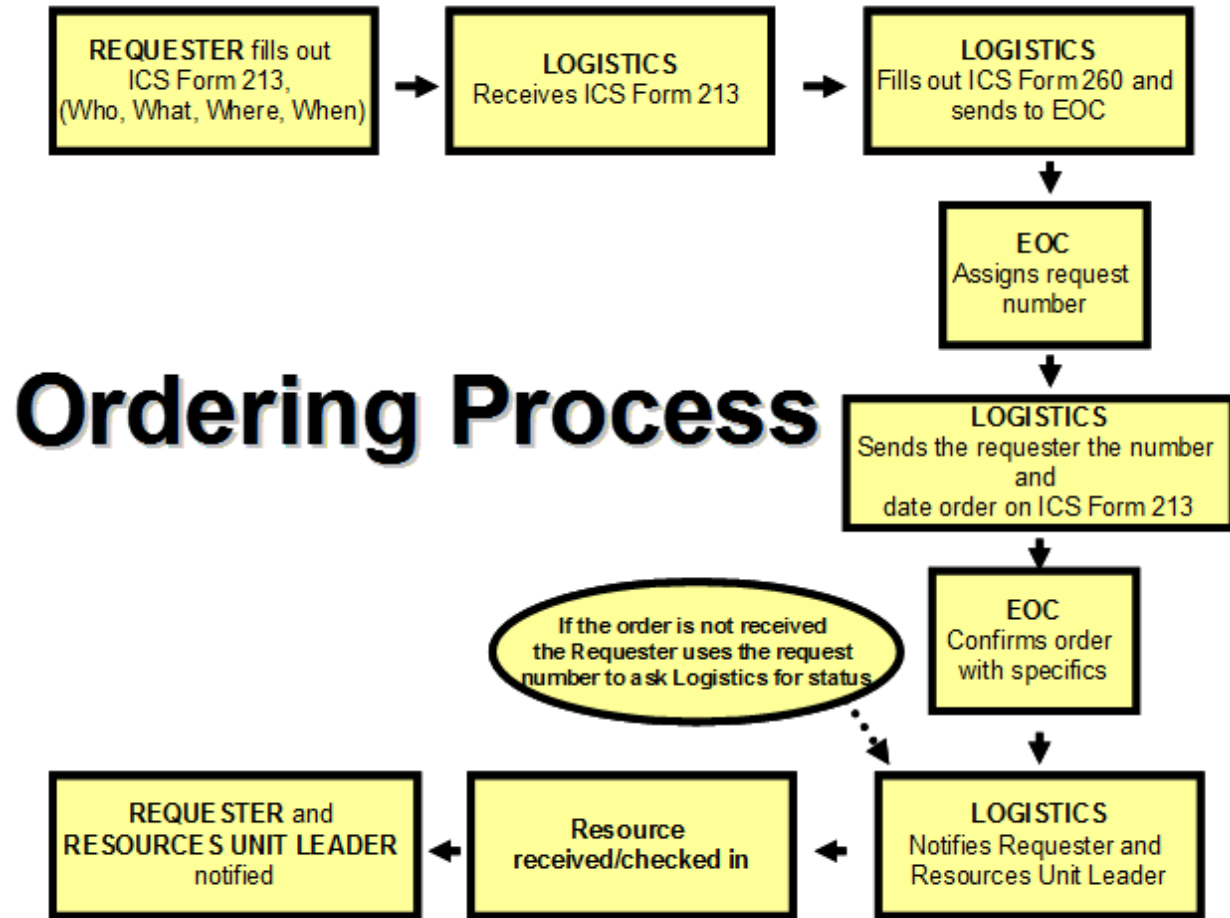 REQUESTER fills out
ICS Form 213,
(Who, What, Where, When)
LOGISTICS
Receives ICS Form 213
LOGISTICS
Fills out ICS Form 260 and
sends to EOC
EOC
Assigns request
number
Ordering Process
LOGISTICS
Sends the requester the number
and
date order on ICS Form 213
EOC
Confirms order
with specifics
If the order is not received
the Requester uses the request
number to ask Logistics for status
LOGISTICS
Notifies Requester and
Resources Unit Leader
Resource
received/checked in
REQUESTER and
RESOURCES UNIT LEADER
notified